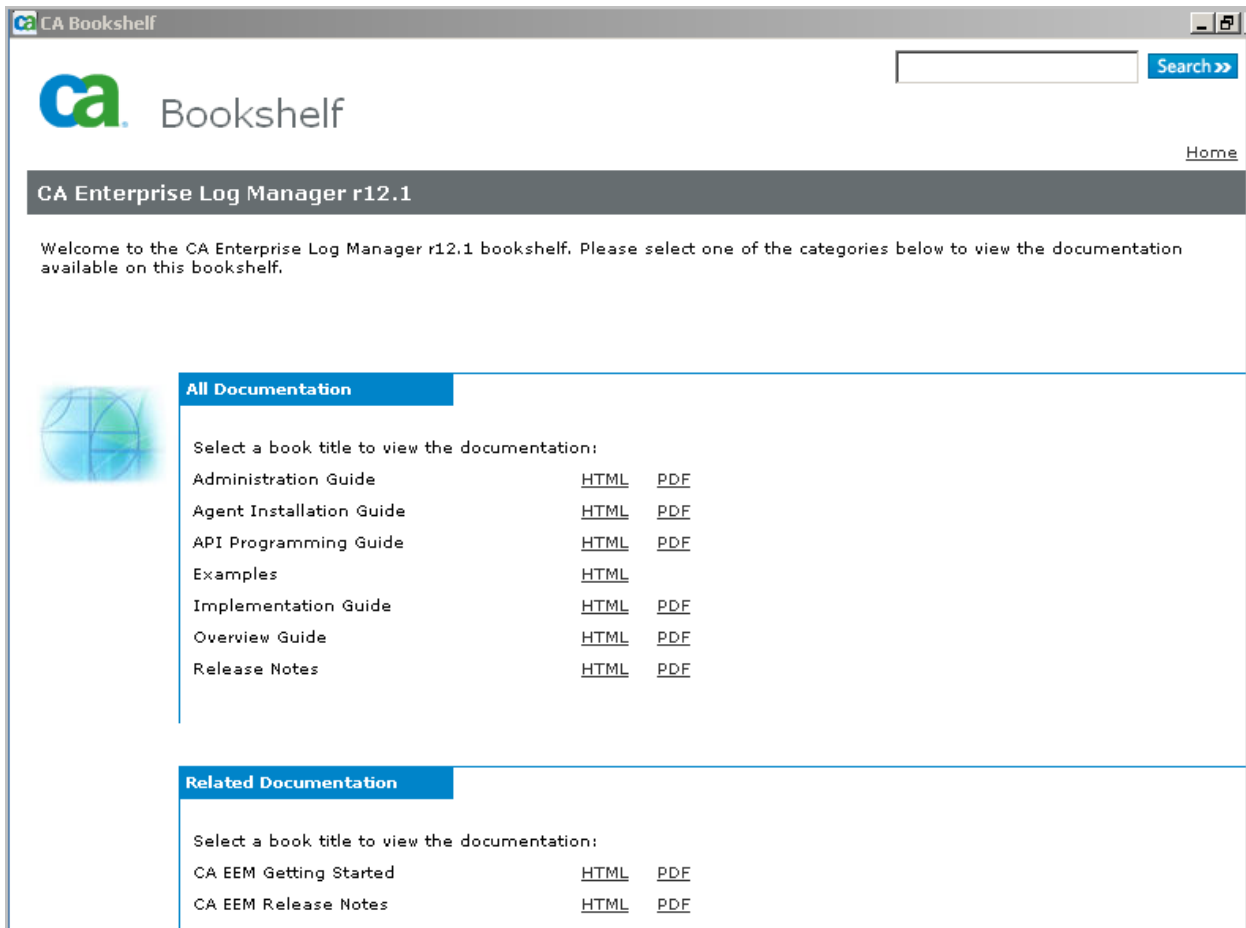 CA Bookshelf
Search >>
ca. Bookshelf
Home
CA Enterprise Log Manager r12.1
Welcome to the CA Enterprise Log Manager r12.1 bookshelf. Please select one of the categories below to view the documentation
available on this bookshelf.
All Documentation
Select a book title to view the documentation:
Administration Guide HTML PDF
Agent Installation Guide HTML PDF
API Programming Guide HTML PDF
Examples HTML
Implementation Guide HTML PDF
Overview Guide HTML PDF
Release Notes HTML PDF
Related Documentation
Select a book title to view the documentation:
CA EEM Getting Started HTML PDF
CA EEM Release Notes HTML PDF